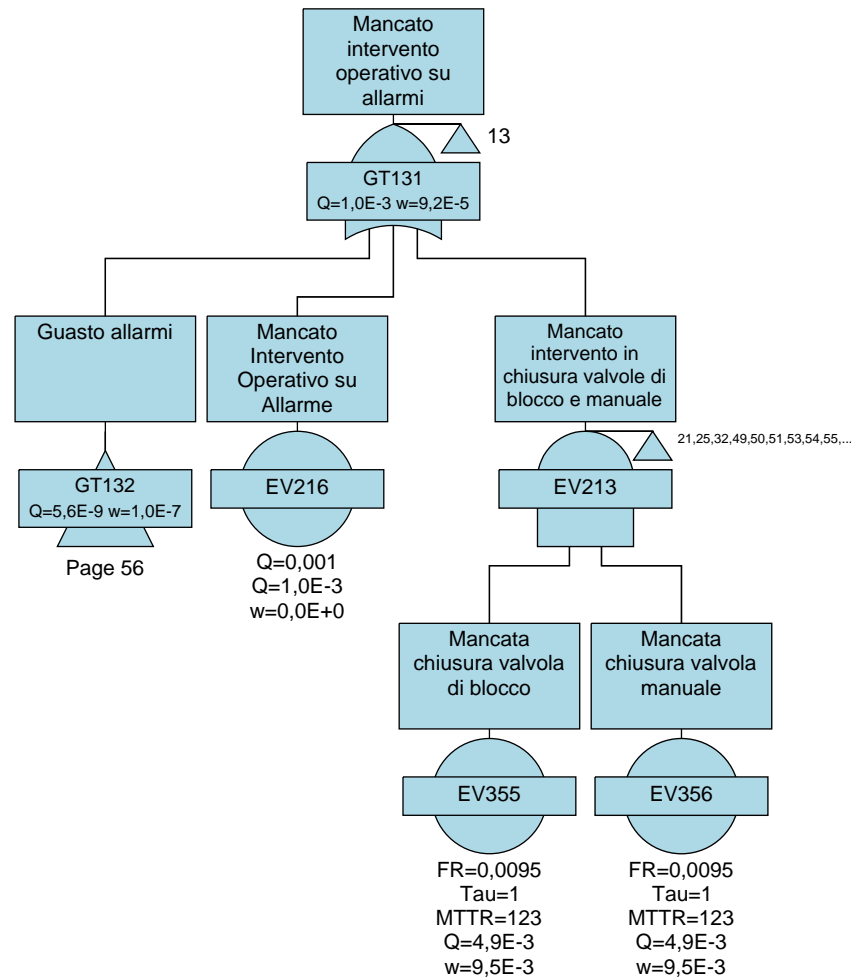 Mancato
intervento
operativo su
allarmi
13
GT131
Q=1,0E-3 w=9,2E-5
Guasto allarmi
GT132
Q=5,6E-9 w=1,0E-7
Page 56
Mancato
Intervento
Operativo su
Allarme
EV216
Q=0,001
Q=1,0E-3
w=0,0E+0
Mancato
intervento in
chiusura valvole di
blocco e manuale
21,25,32,49,50,51,53,54,55,...
EV213
Mancata
chiusura valvola
di blocco
EV355
FR=0,0095
Tau=1
MTTR=123
Q=4,9E-3
w=9,5E-3
Mancata
chiusura valvola
manuale
EV356
FR=0,0095
Tau=1
MTTR=123
Q=4,9E-3
w=9,5E-3